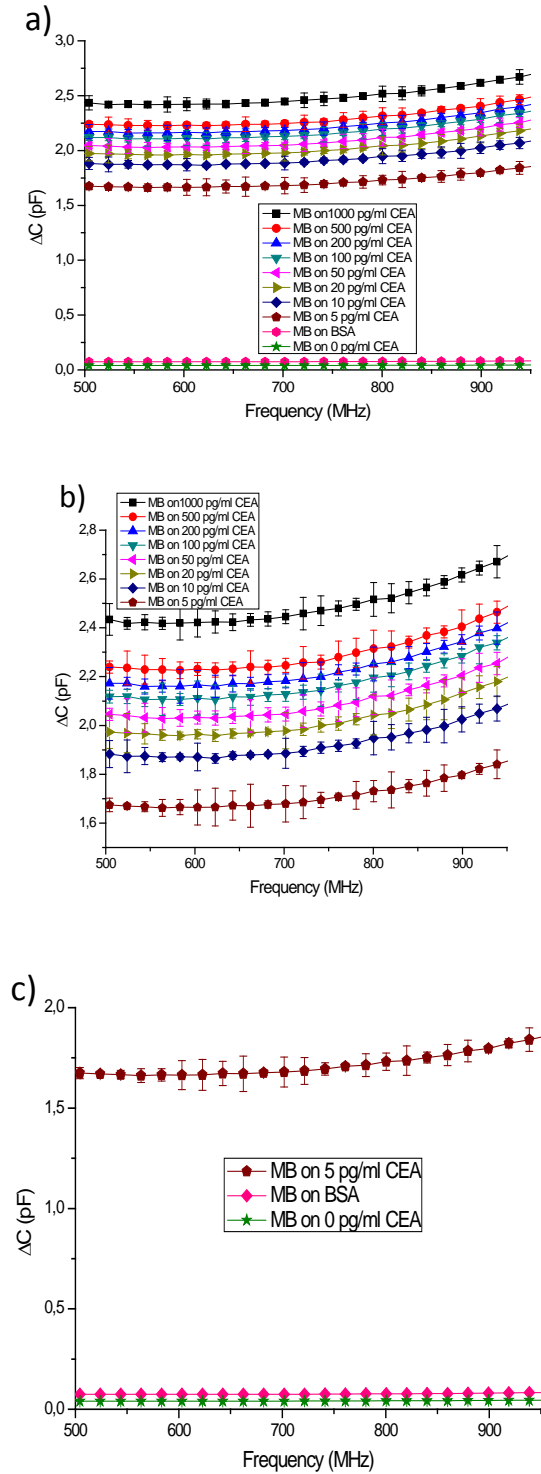 a)
3,0
2,5
2,0
1,5
1,0
0,5
0,0
ΔC (pF)
MB on1000 pg/ml CEA
MB on 500 pg/ml CEA
MB on 200 pg/ml CEA
MB on 100 pg/ml CEA
MB on 50 pg/ml CEA
MB on 20 pg/ml CEA
MB on 10 pg/ml CEA
MB on 5 pg/ml CEA
MB on BSA
MB on 0 pg/ml CEA
500 600 700 800 900
Frequency (MHz)
b)
MB on1000 pg/ml CEA
MB on 500 pg/ml CEA
MB on 200 pg/ml CEA
MB on 100 pg/ml CEA
MB on 50 pg/ml CEA
MB on 20 pg/ml CEA
MB on 10 pg/ml CEA
MB on 5 pg/ml CEA
2,8
2,6
2,4
2,2
2,0
1,8
1,6
ΔC (pF)
500 600 700 800 900
Frequency (MHz)
c)
2,0
1,5
1,0
0,5
0,0
ΔC (pF)
MB on 5 pg/ml CEA
MB on BSA
MB on 0 pg/ml CEA
500 600 700 800 900
Frequency (MHz)